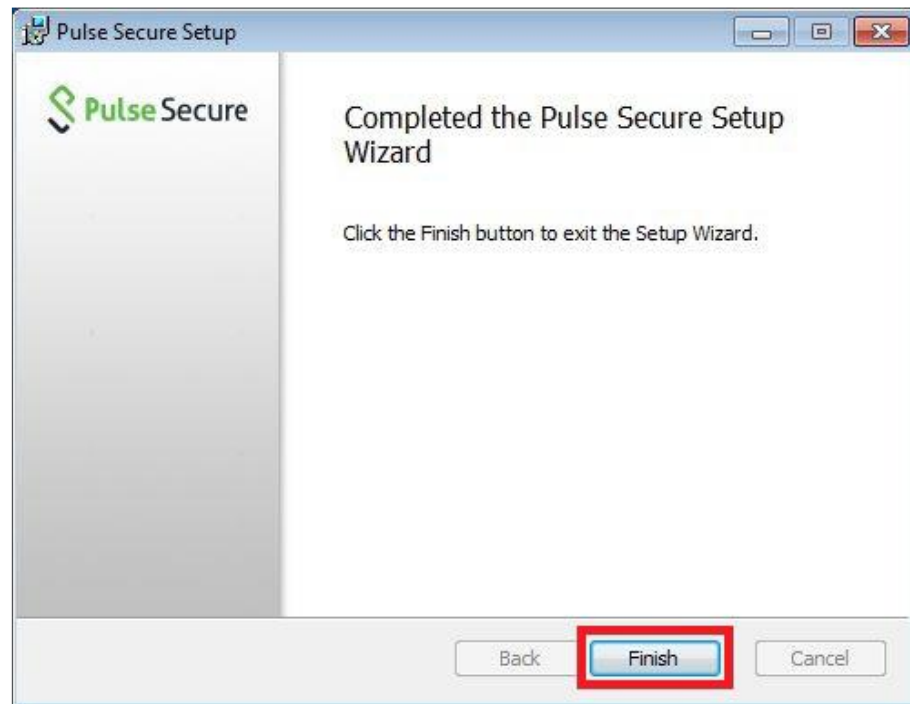 Pulse Secure Setup
Pulse Secure
Completed the Pulse Secure Setup
Wizard
Click the Finish button to exit the Setup Wizard.
Back
Finish
Cancel